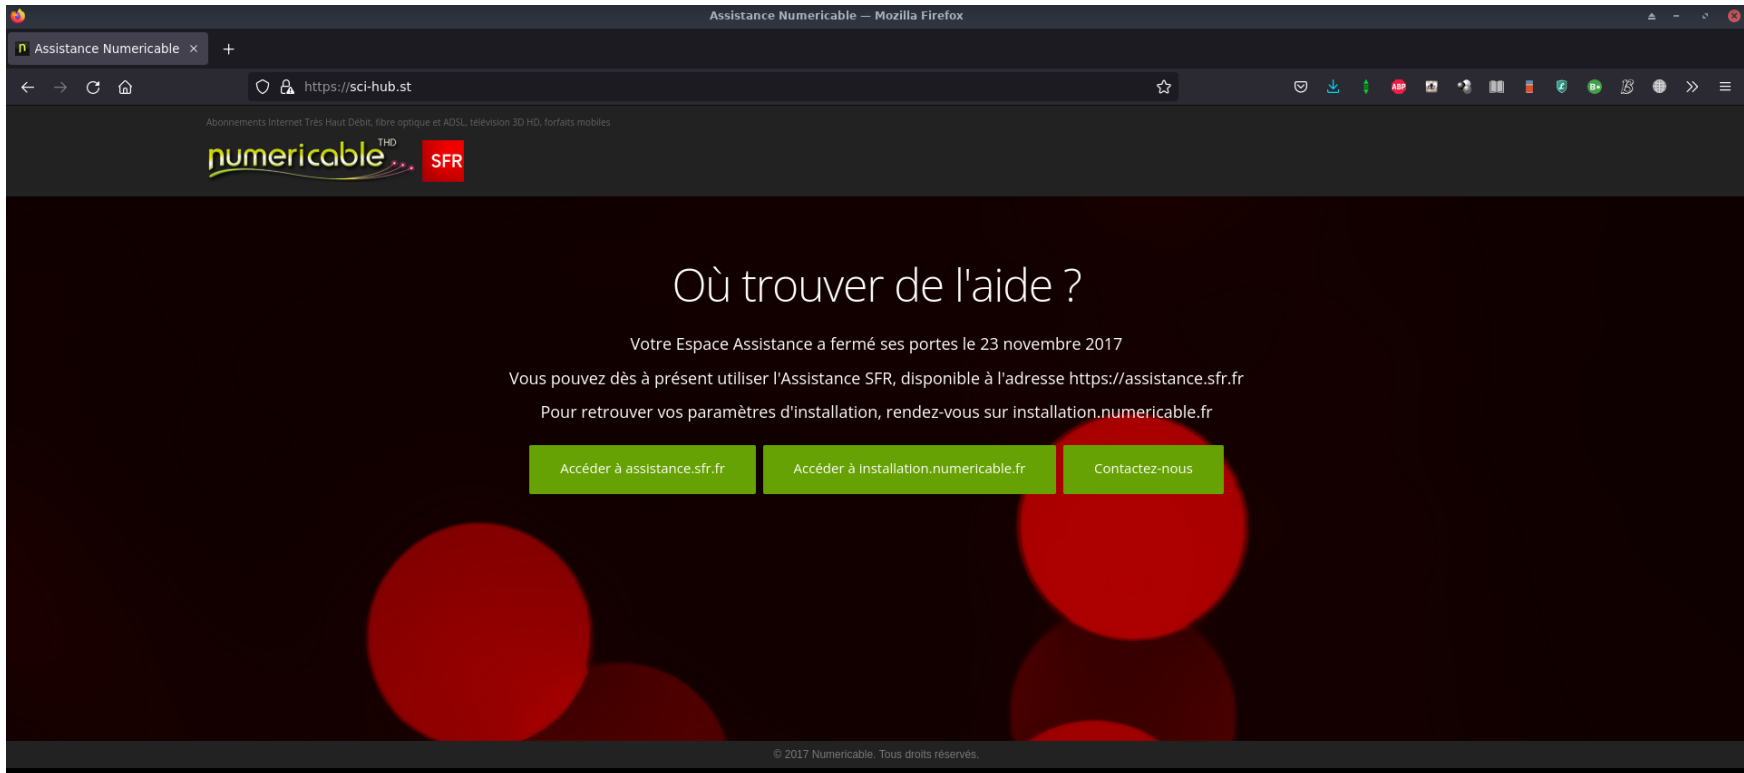 Assistance Numericable — Mozilla Firefox
Assistance Numericable
https://sci-hub.st
ABP
B+
Abonnements Internet Très Haut Débit, fibre optique et ADSL, télévision 3D HD, forfaits mobiles
numericable THD SFR
Où trouver de l'aide ?
Votre Espace Assistance a fermé ses portes le 23 novembre 2017
Vous pouvez dès à présent utiliser l'Assistance SFR, disponible à l'adresse https://assistance.sfr.fr
Pour retrouver vos paramètres d'installation, rendez-vous sur installation.numericable.fr
Accéder à assistance.sfr.fr
Accéder à installation.numericable.fr
Contactez-nous
© 2017 Numericable. Tous droits réservés.